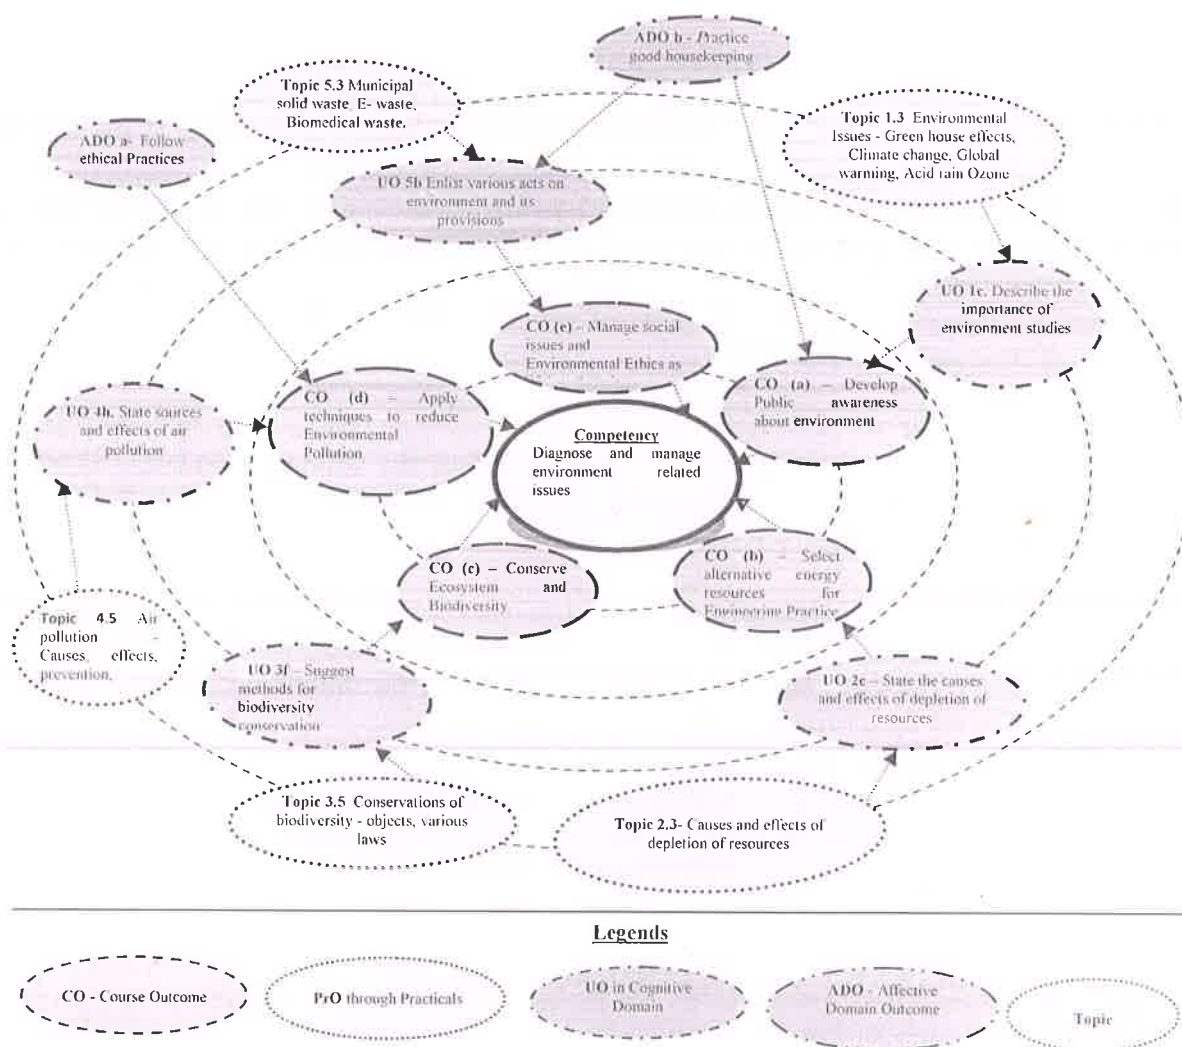 ADO b - Practice
good housekeeping
Topic 5.3 Municipal
solid waste, E- waste,
Biomedical waste.
Topic 1.3 Environmental
Issues - Green house effects,
Climate change, Global
warming, Acid rain Ozone
ADO a- Follow
ethical Practices
UO 5b Enlist various acts on
environment and its
provisions
UO 1c. Describe the
importance of
environment studies
CO (e) – Manage social
issues and
Environmental Ethics as
CO (d) – Apply
techniques to reduce
Environmental
Pollution.
CO (a) – Develop
Public awareness
about environment
UO 4b. State sources
and effects of air
pollution
Competency
Diagnose and manage
environment related
issues
CO (c) – Conserve
Ecosystem and
Biodiversity
CO (b) – Select
alternative energy
resources for
Engineering Practice
Topic 4.5 Air
pollution -
Causes, effects,
prevention.
UO 3f – Suggest
methods for
biodiversity
conservation
UO 2c – State the causes
and effects of depletion of
resources
Topic 3.5 Conservations of
biodiversity - objects, various
laws
Topic 2.3- Causes and effects of
depletion of resources
Legends
CO - Course Outcome
PrO through Practicals
UO in Cognitive
Domain
ADO - Affective
Domain Outcome
Topic